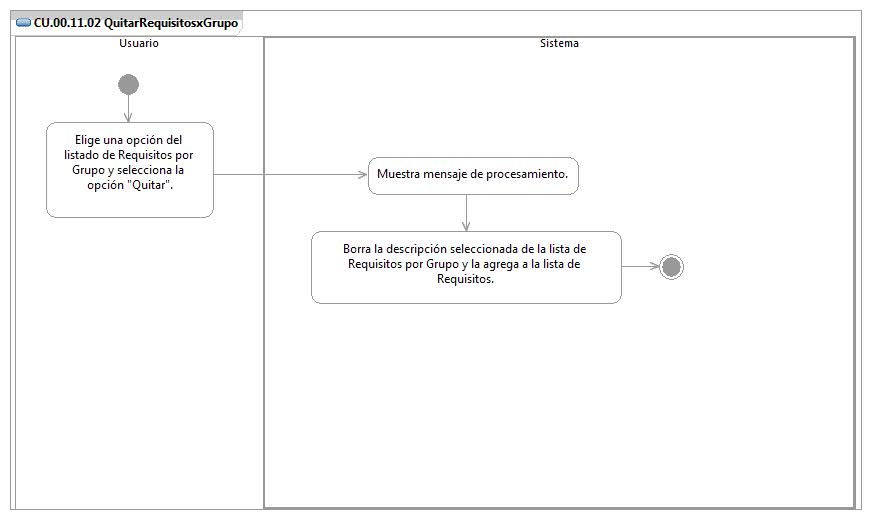 CU.00.11.02 QuitarRequisitosxGrupo
Usuario
Sistema
Elige una opción del
listado de Requisitos por
Grupo y selecciona la
opción "Quitar".
Muestra mensaje de procesamiento.
Borra la descripción seleccionada de la lista de
Requisitos por Grupo y la agrega a la lista de
Requisitos.